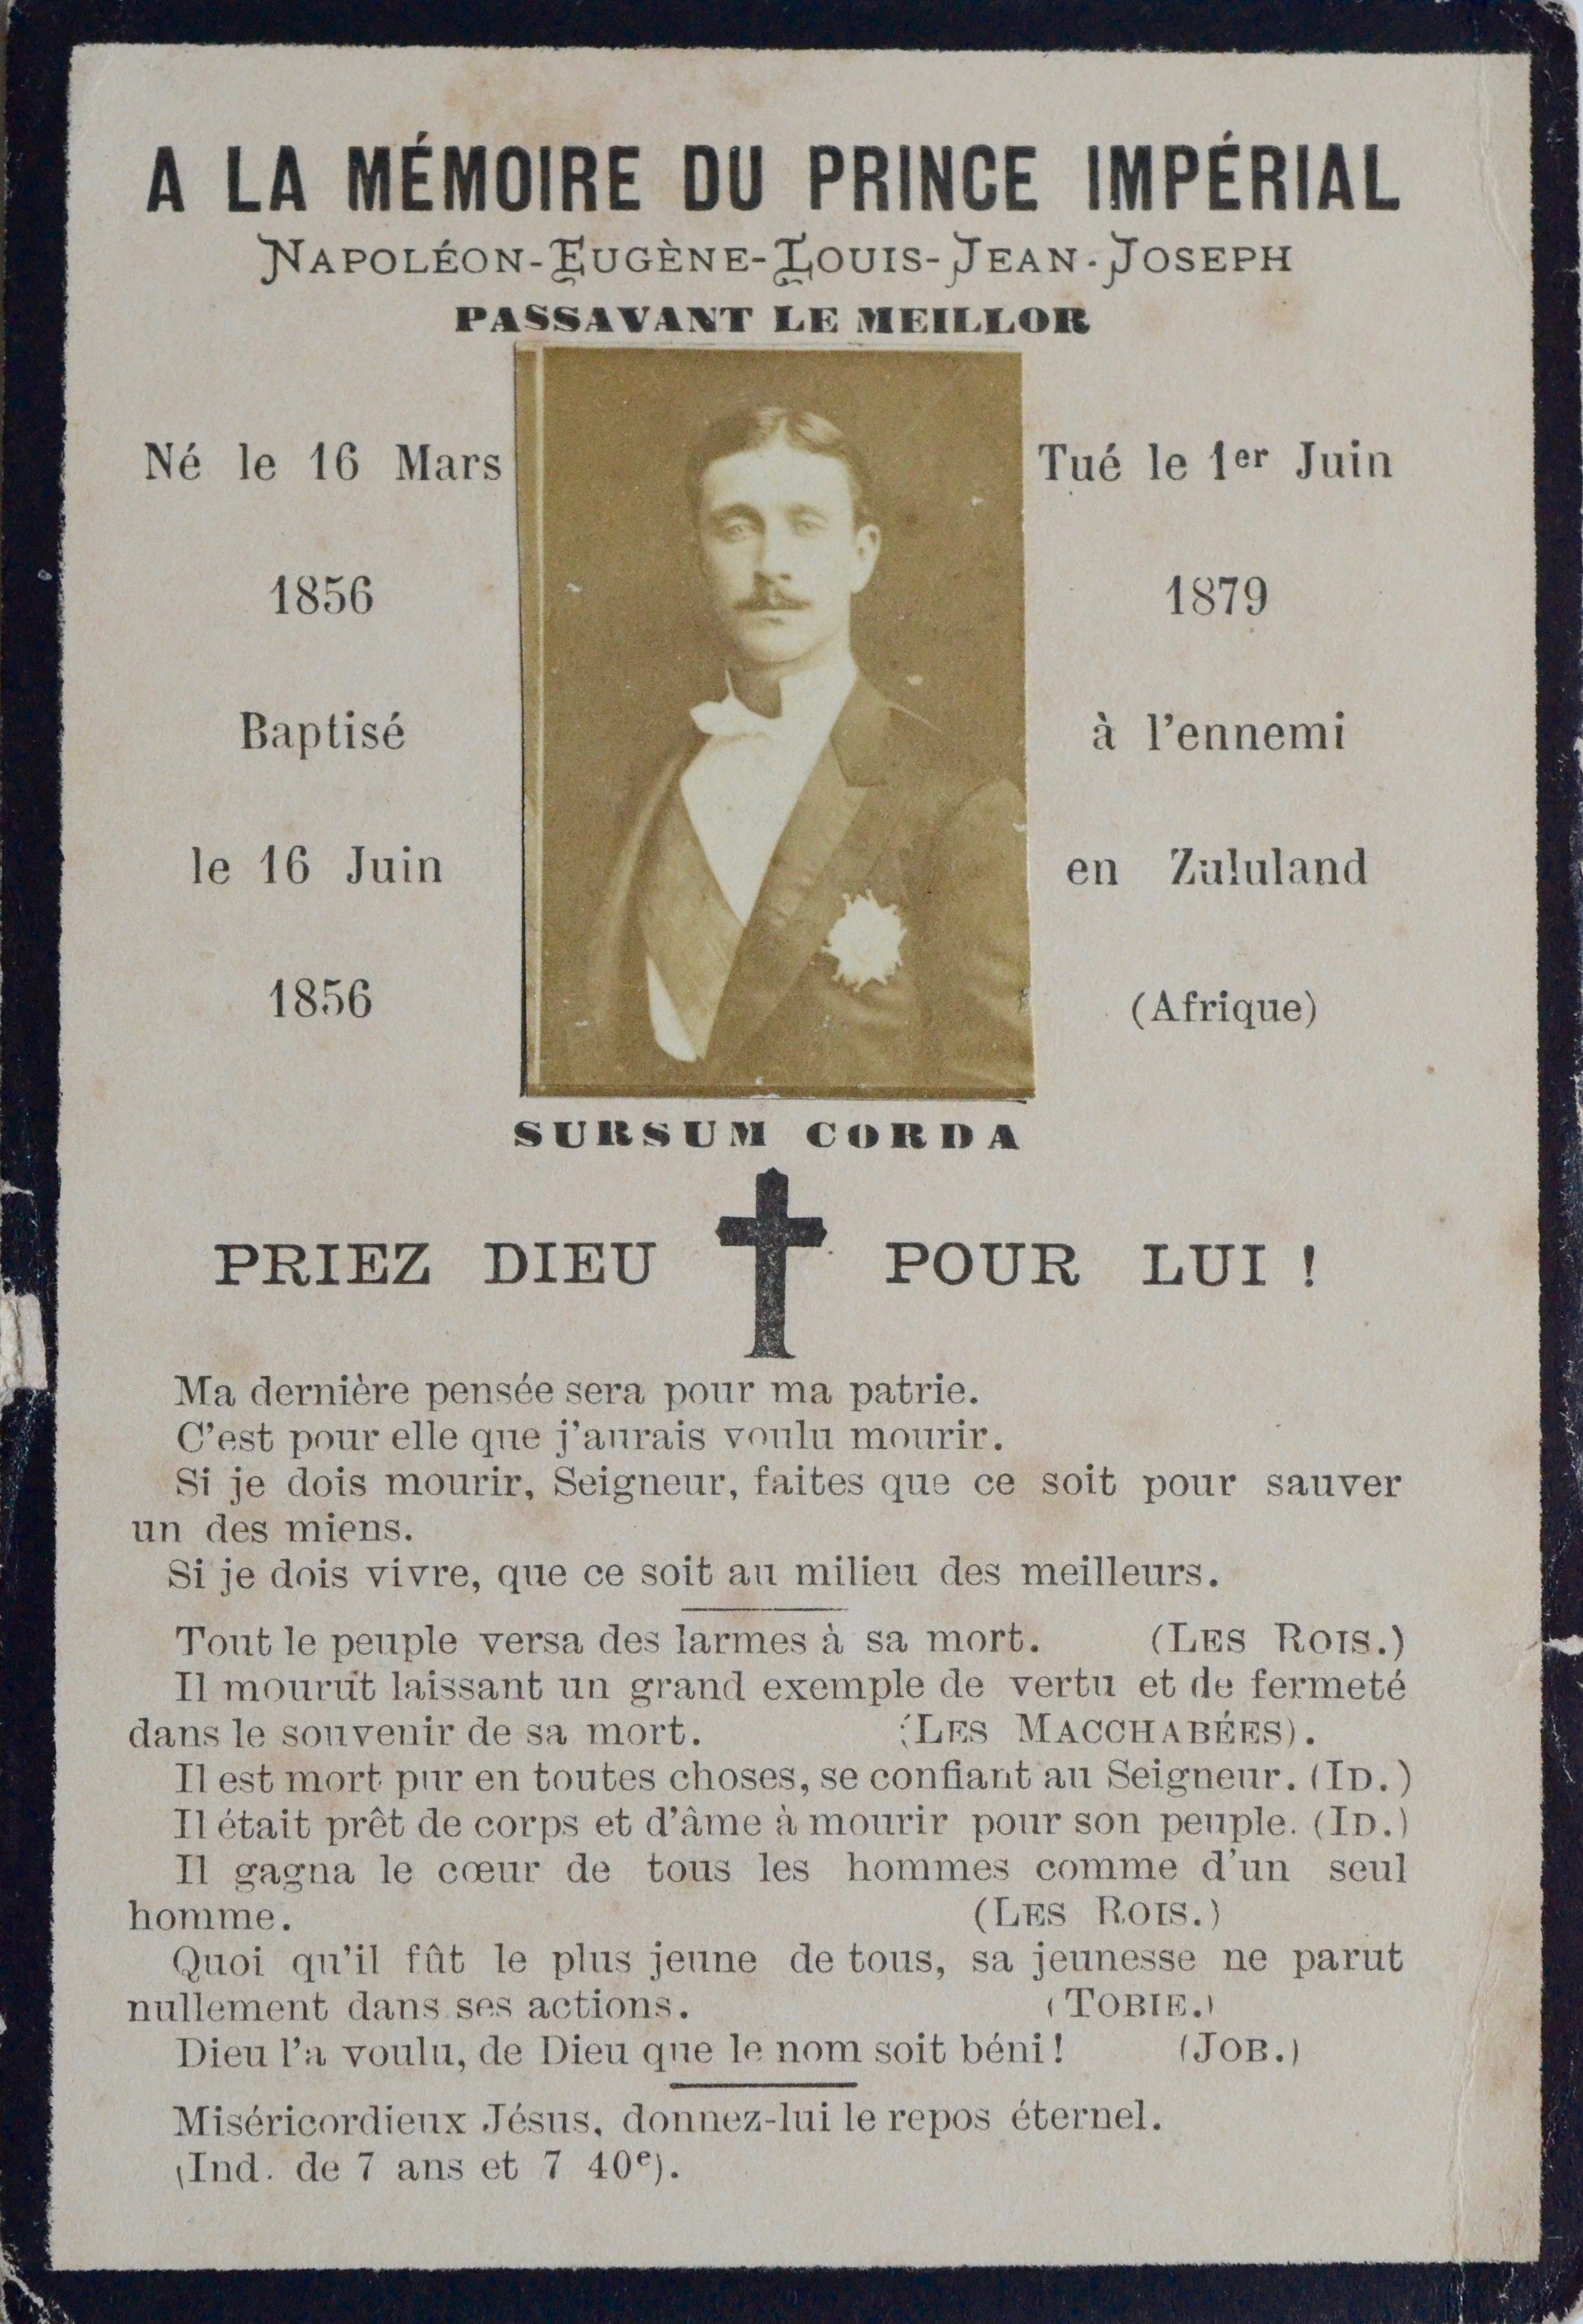 A LA MÉMOIRE DU PRINCE IMPÉRIAL
NAPOLÉON-EUGÈNE-LOUIS-JEAN-JOSEPH
PASSAVANT LE MEILLOR
Né le 16 Mars
1856
Baptisé
le 16 Juin
1856
Tué le 1er Juin
1879
à l'ennemi
en Zululand
(Afrique)
SURSUM CORDA
PRIEZ DIEU POUR LUI !
Ma dernière pensée sera pour ma patrie.
C'est pour elle que j'aurais voulu mourir.
Si je dois mourir, Seigneur, faites que ce soit pour sauver
un des miens.
Si je dois vivre, que ce soit au milieu des meilleurs.
Tout le peuple versa des larmes à sa mort. (LES ROIS.)
Il mourut laissant un grand exemple de vertu et de fermeté
dans le souvenir de sa mort. (LES MACCHABÉES).
Il est mort pur en toutes choses, se confiant au Seigneur. (ID.)
Il était prêt de corps et d'âme à mourir pour son peuple. (ID.)
Il gagna le cœur de tous les hommes comme d'un seul
homme. (LES ROIS.)
Quoi qu'il fût le plus jeune de tous, sa jeunesse ne parut
nullement dans ses actions. (TOBIE.)
Dieu l'a voulu, de Dieu que le nom soit béni ! (JOB.)
Miséricordieux Jésus, donnez-lui le repos éternel.
(Ind. de 7 ans et 7 40e).